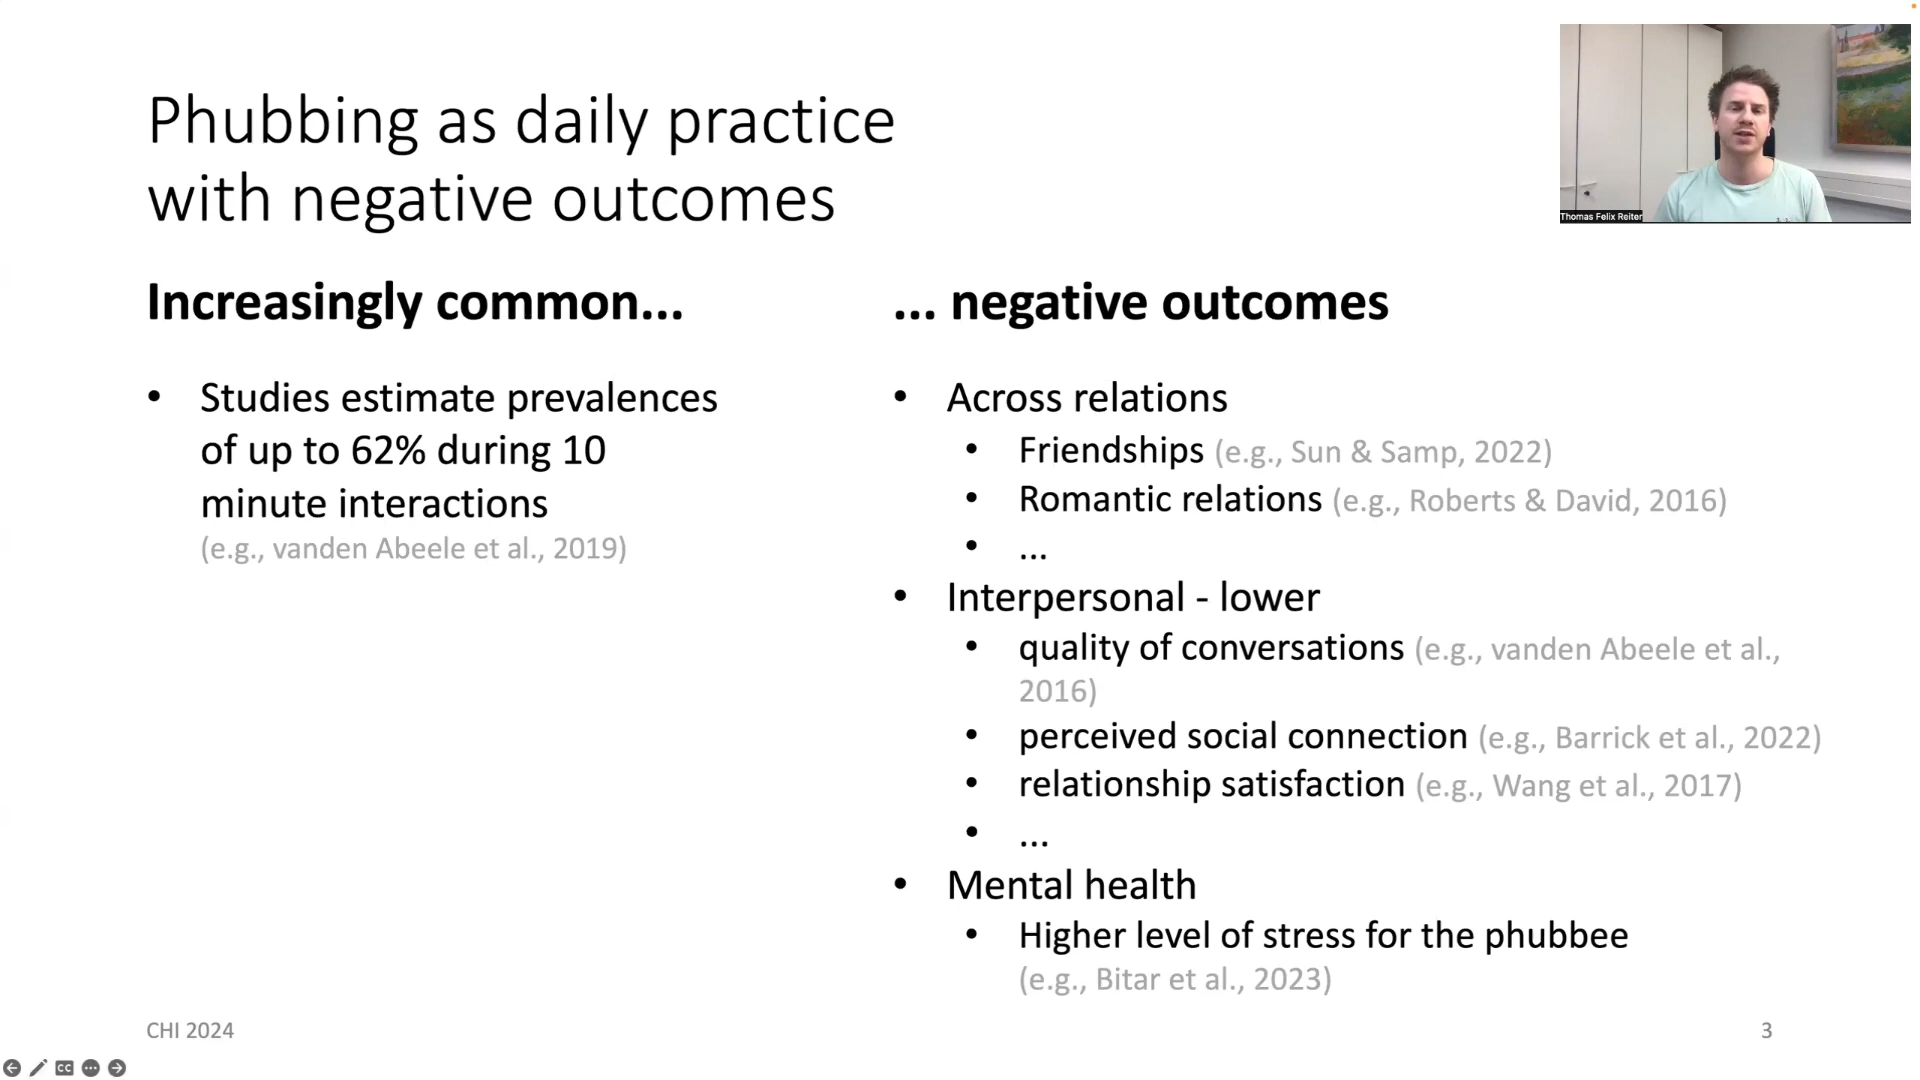 Phubbing as daily practice
with negative outcomes
Thomas Felix Reiter
Increasingly common...
• Studies estimate prevalences
of up to 62% during 10
minute interactions
(e.g., vanden Abeele et al., 2019)
... negative outcomes
• Across relations
• Friendships (e.g., Sun & Samp, 2022)
• Romantic relations (e.g., Roberts & David, 2016)
• ...
• Interpersonal - lower
• quality of conversations (e.g., vanden Abeele et al.,
2016)
• perceived social connection (e.g., Barrick et al., 2022)
• relationship satisfaction (e.g., Wang et al., 2017)
• ...
• Mental health
• Higher level of stress for the phubbee
(e.g., Bitar et al., 2023)
CHI 2024
3
CC